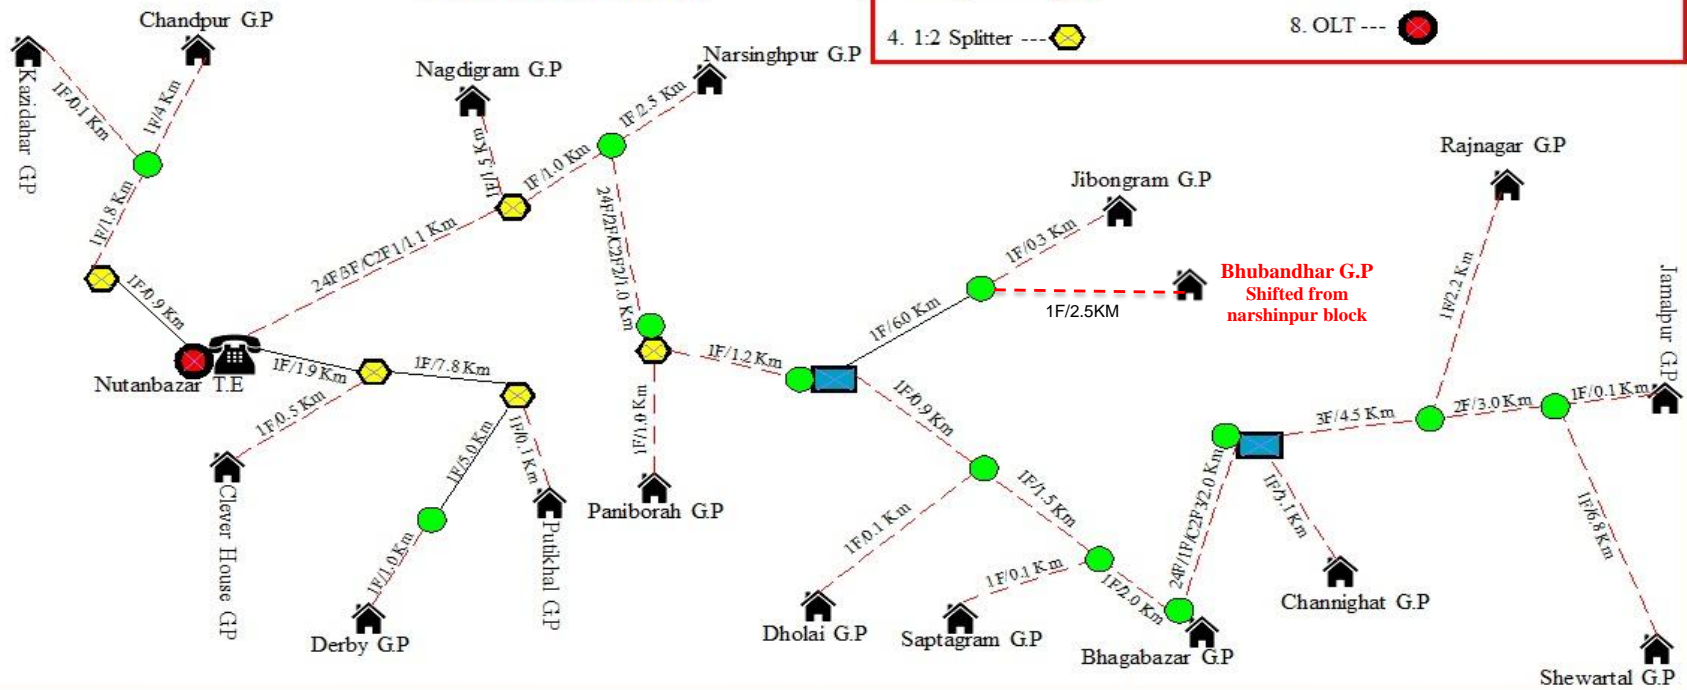 Chandpur G.P
Kazidahar GP
1F/0.1 Km
1F/4 Km
1F/1.8 Km
1F/0.9 Km
Nutanbazar T.E
Nagdigram G.P
1F/1.5 Km
Narsinghpur G.P
1F/2.5 Km
1F/1.0 Km
24F/3F/C2F1/1.1 Km
24F/2F/C2F2/1.0 Km
4. 1:2 Splitter ---
8. OLT ---
1F/1.9 Km
1F/7.8 Km
1F/0.5 Km
Clever House GP
1F/5.0 Km
1F/0.1 Km
Putikhal G.P
1F/1.0 Km
Derby G.P
1F/1.0 Km
Paniborah G.P
1F/1.2 Km
Jibongram G.P
1F/0.3 Km
1F/6.0 Km
1F/2.5KM
Bhubandhar G.P
Shifted from
narshinpur block
1F/0.9 Km
1F/0.1 Km
Dholai G.P
1F/1.5 Km
1F/0.1 Km
Saptagram G.P
1F/2.0 Km
Bhagabazar G.P
24F/1F/C2F3/2.0 Km
1F/3.1 Km
Channighat G.P
3F/4.5 Km
Rajnagar G.P
1F/2.2 Km
2F/3.0 Km
1F/0.1 Km
Jamalpur G.P
1F/6.8 Km
Shewartal G.P